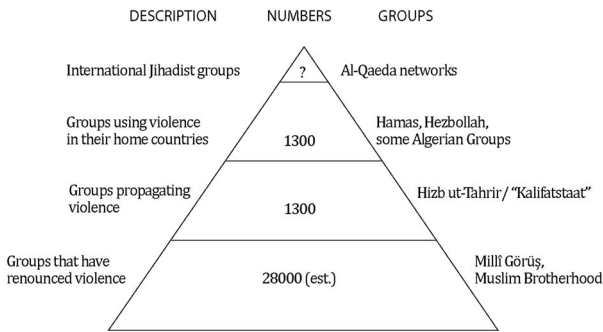 DESCRIPTION NUMBERS GROUPS
International Jihadist groups ? Al-Qaeda networks
Groups using violence
in their home countries
1300
Hamas, Hezbollah,
some Algerian Groups
Groups propagating
violence
1300
Hizb ut-Tahrir/ “Kalifatstaat”
Groups that have
renounced violence
28000 (est.)
Millî Görüş,
Muslim Brotherhood